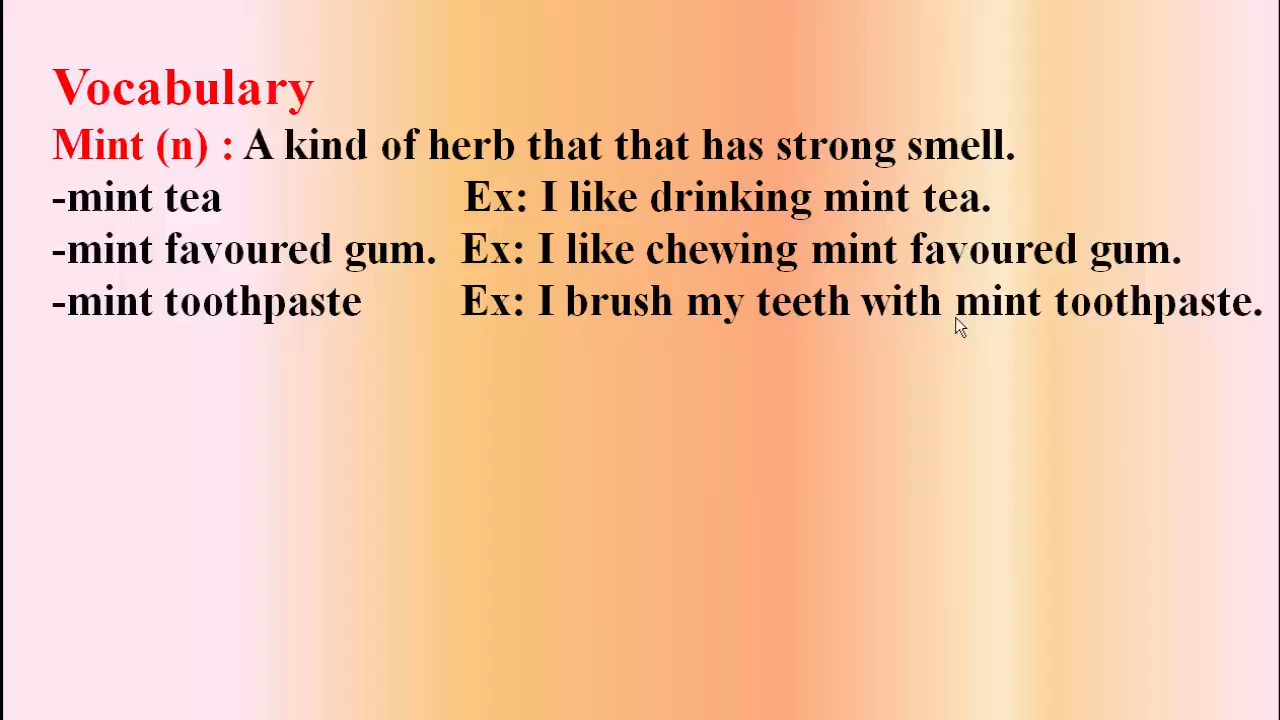 Vocabulary
Mint (n) : A kind of herb that that has strong smell.
-mint tea Ex: I like drinking mint tea.
-mint favoured gum. Ex: I like chewing mint favoured gum.
-mint toothpaste Ex: I brush my teeth with mint toothpaste.